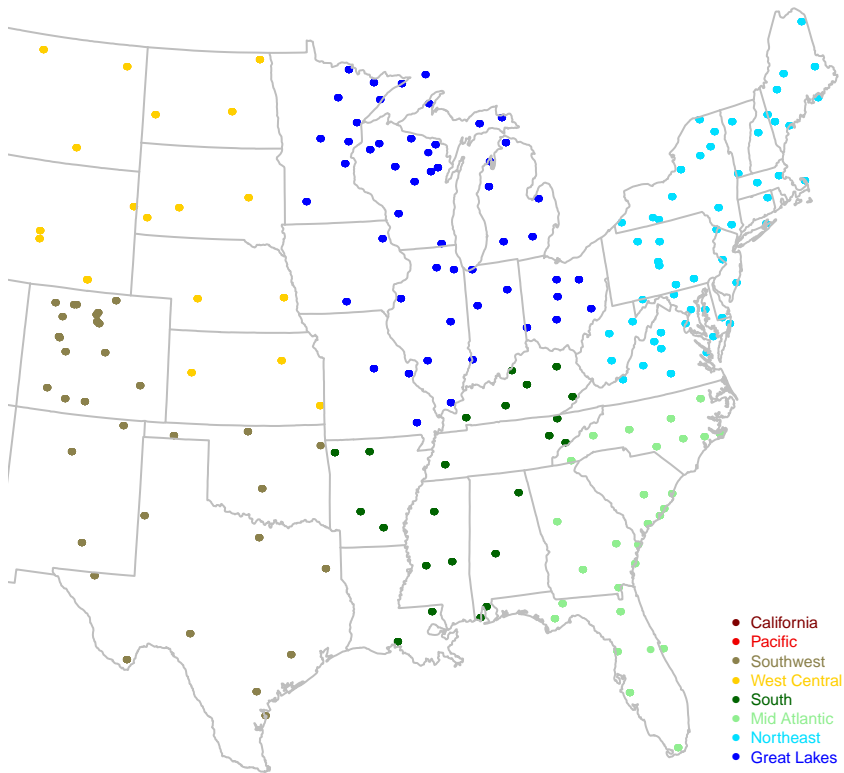 California
Pacific
Southwest
West Central
South
Mid Atlantic
Northeast
Great Lakes